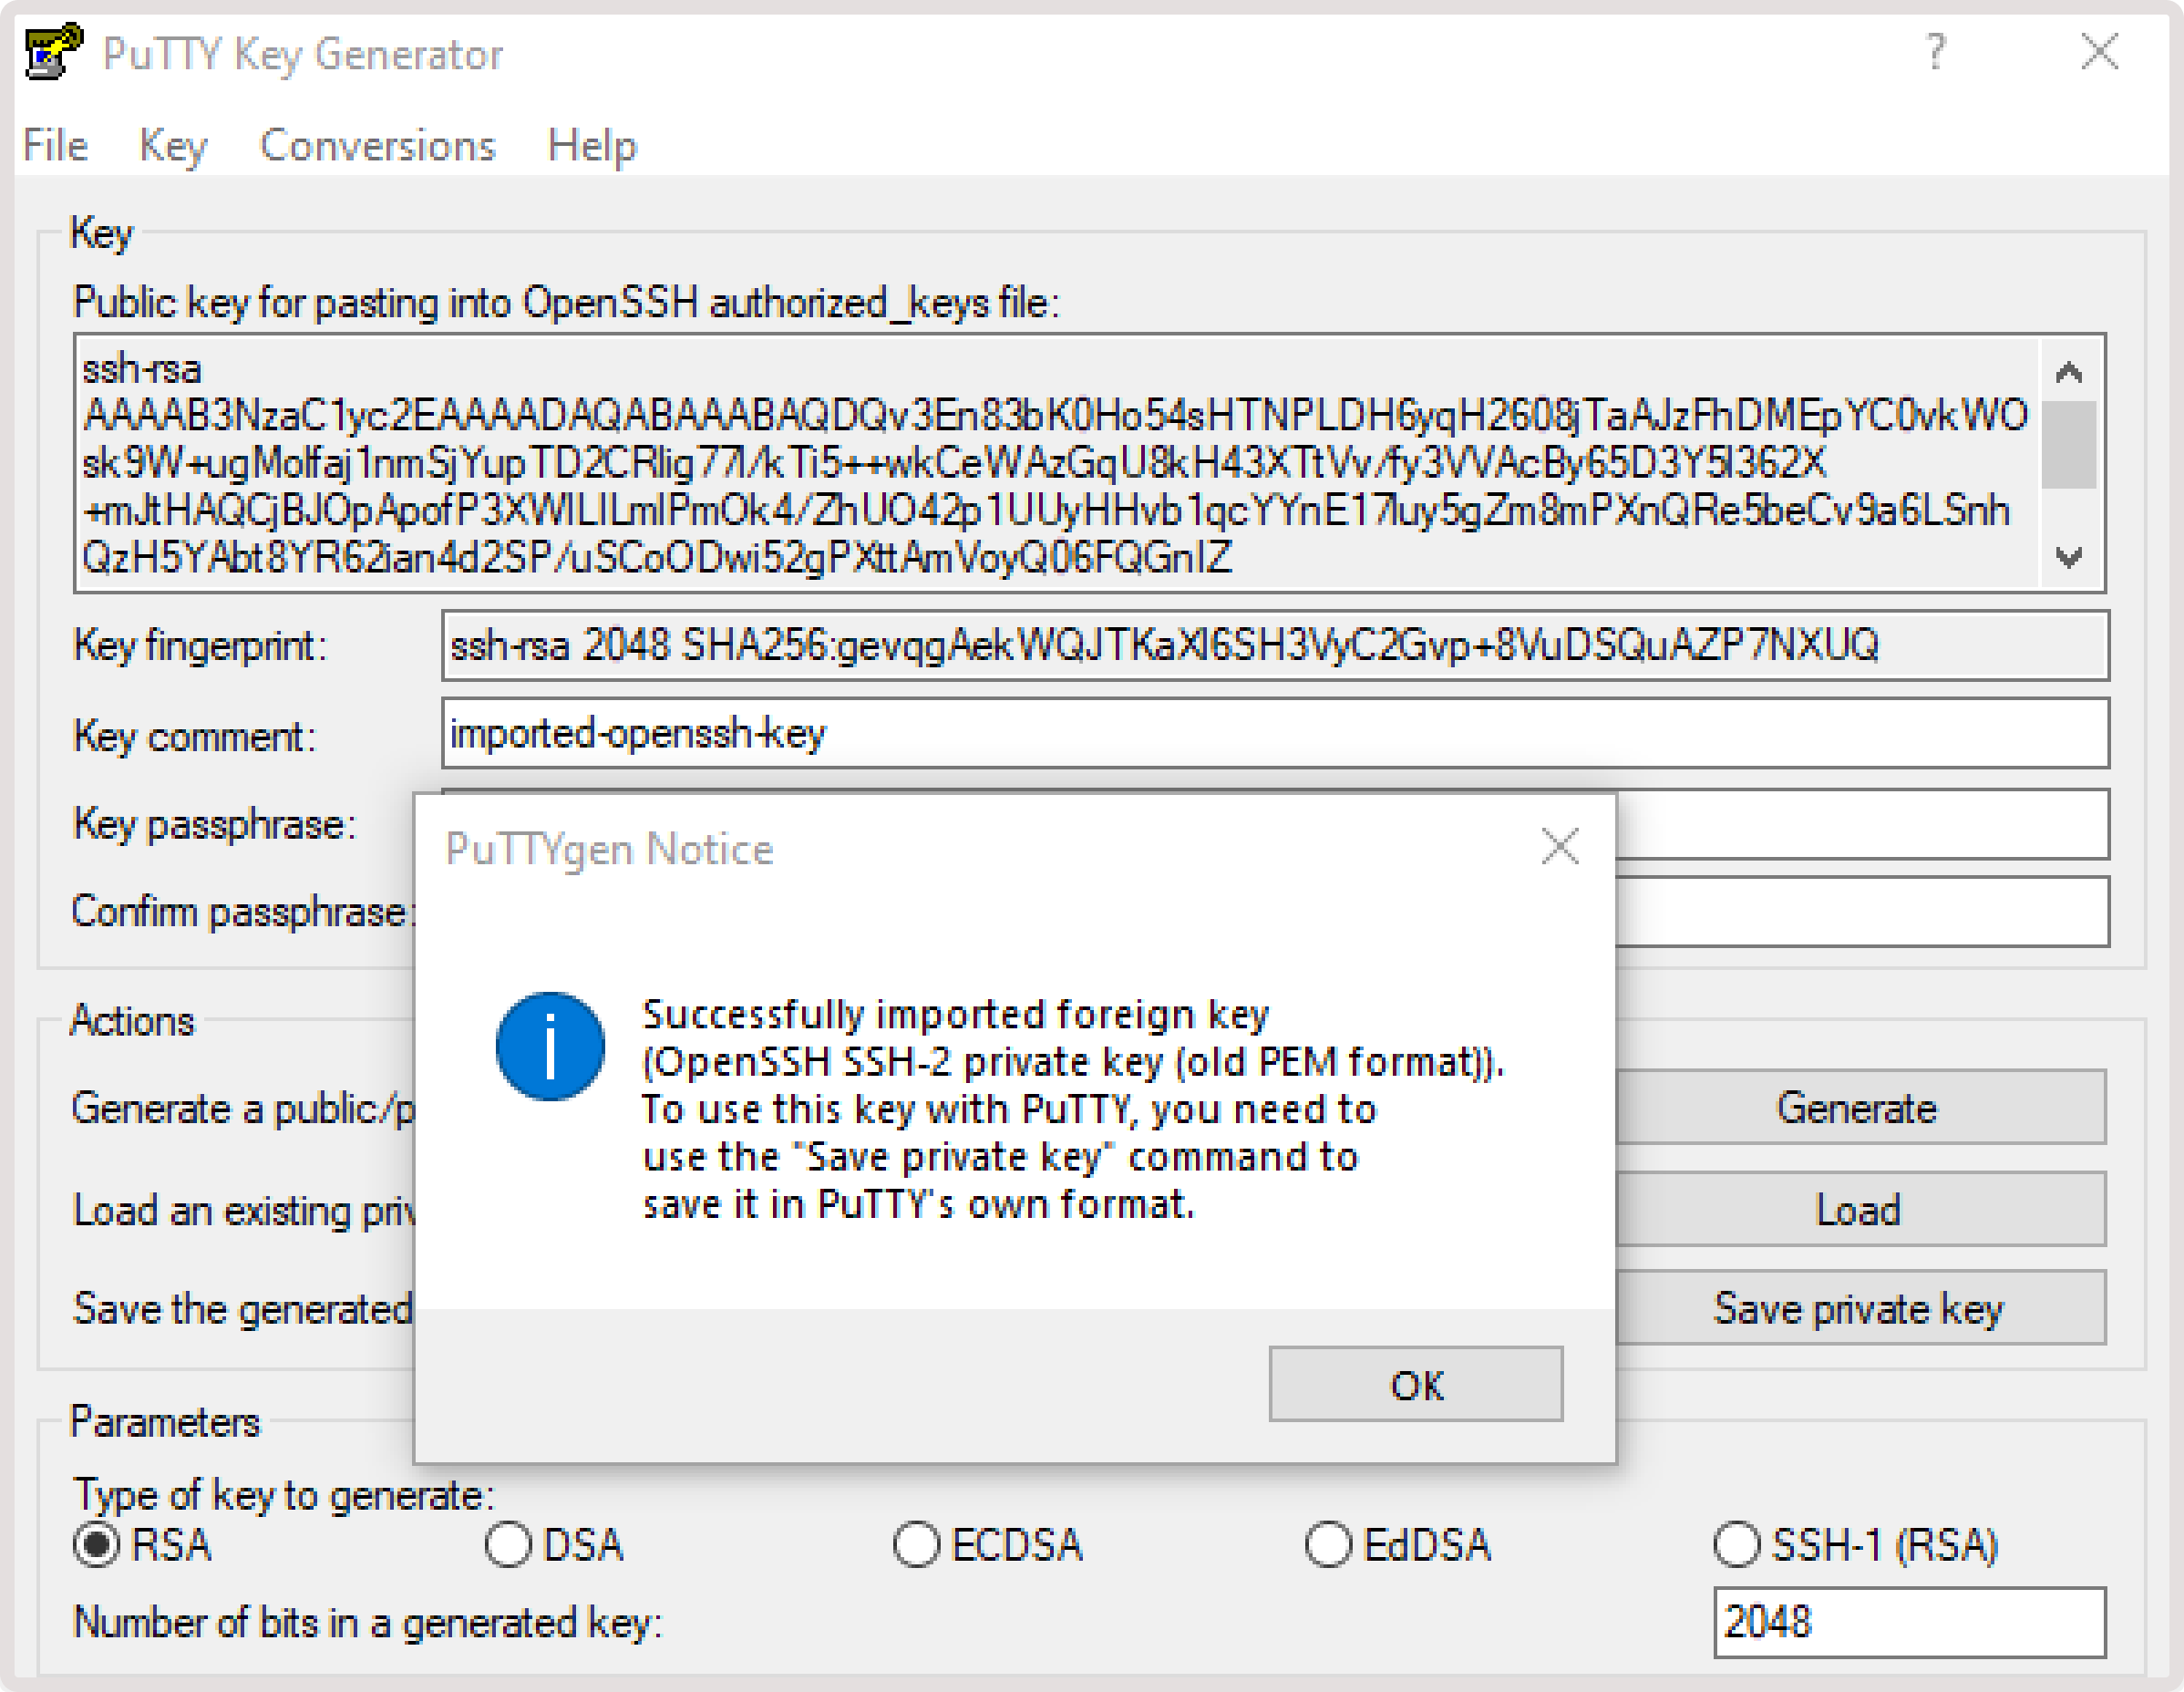 PuTTY Key Generator
?
File Key Conversions Help
Key
Public key for pasting into OpenSSH authorized_keys file:
ssh-rsa
AAAAB3NzaC1yc2EAAAADAQABAAABAQDQv3En83bK0Ho54sHTNPLDH6yqH2608jTaAJzFhDMEpYC0vkWO
sk9W+ugMolfaj1nmSjYupTD2CRlig77l/kTi5++wkCeWAzGqU8kH43XTtVv/fy3VVAcBy65D3Y5l362X
+mJtHAQCjBJOpApofP3XWlLlLmlPmOk4/ZhUO42p1UUyHHvb1qcYYnE17luy5gZm8mPXnQRe5beCv9a6LSnh
QzH5YAbt8YR62ian4d2SP/uSCoODwi52gPXttAmVoyQ06FQGnlZ
Key fingerprint: ssh-rsa 2048 SHA256:gevqgAekWQJTKaXl6SH3VyC2Gvp+8VuDSQuAZP7NXUQ
Key comment: imported-openssh-key
Key passphrase:
Confirm passphrase:
PuTTYgen Notice
Successfully imported foreign key
(OpenSSH SSH-2 private key (old PEM format)).
To use this key with PuTTY, you need to
use the "Save private key" command to
save it in PuTTY's own format.
OK
Actions
Generate a public/p
Generate
Load an existing priv
Load
Save the generated
Save private key
Parameters
Type of key to generate:
RSA DSA ECDSA EdDSA SSH-1 (RSA)
Number of bits in a generated key: 2048